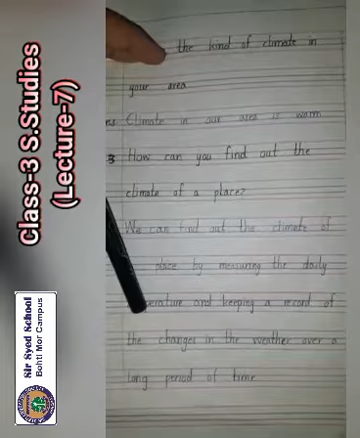 Class-3 S.Studies
(Lecture-7)
Sir Syed School
Bohti Mor Campus
the kind of climate in
your area
Climate in our area is warm
3 How can you find out the
climate of a place?
We can find out the climate of
place by measuring the daily
and keeping a record of
the changes in the weather over a
long period of time